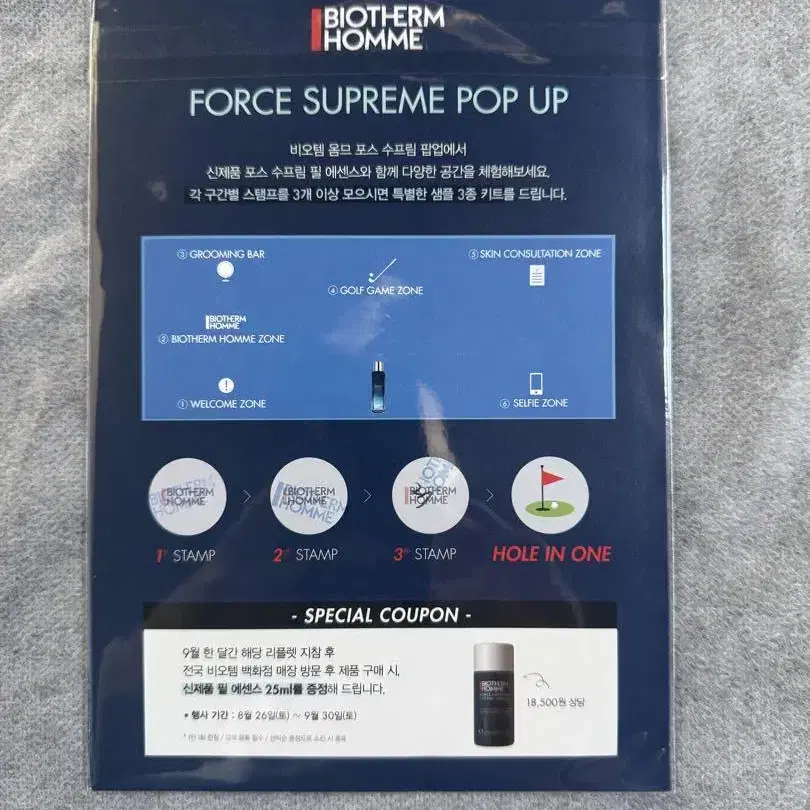 BIOTHERM
HOMME
FORCE SUPREME POP UP
비오템 옴므 포스 수프림 팝업에서
신제품 포스 수프림 필 에센스와 함께 다양한 공간을 체험해보세요.
각 구간별 스탬프를 3개 이상 모으시면 특별한 샘플 3종 키트를 드립니다.
③ GROOMING BAR
④ GOLF GAME ZONE
⑤ SKIN CONSULTATION ZONE
BIOTHERM
HOMME
② BIOTHERM HOMME ZONE
① WELCOME ZONE
⑥ SELFIE ZONE
BIOTHERM
HOMME
BIOTHERM
HOMME
BIOTHERM
HOMME
1st STAMP
2nd STAMP
3rd STAMP
HOLE IN ONE
- SPECIAL COUPON -
9월 한 달간 해당 리플렛 지참 후
전국 비오템 백화점 매장 방문 후 제품 구매 시,
신제품 필 에센스 25ml를 증정해 드립니다.
• 행사 기간 : 8월 26일(토) ~ 9월 30일(토)
BIOTHERM
HOMME
18,500원 상당